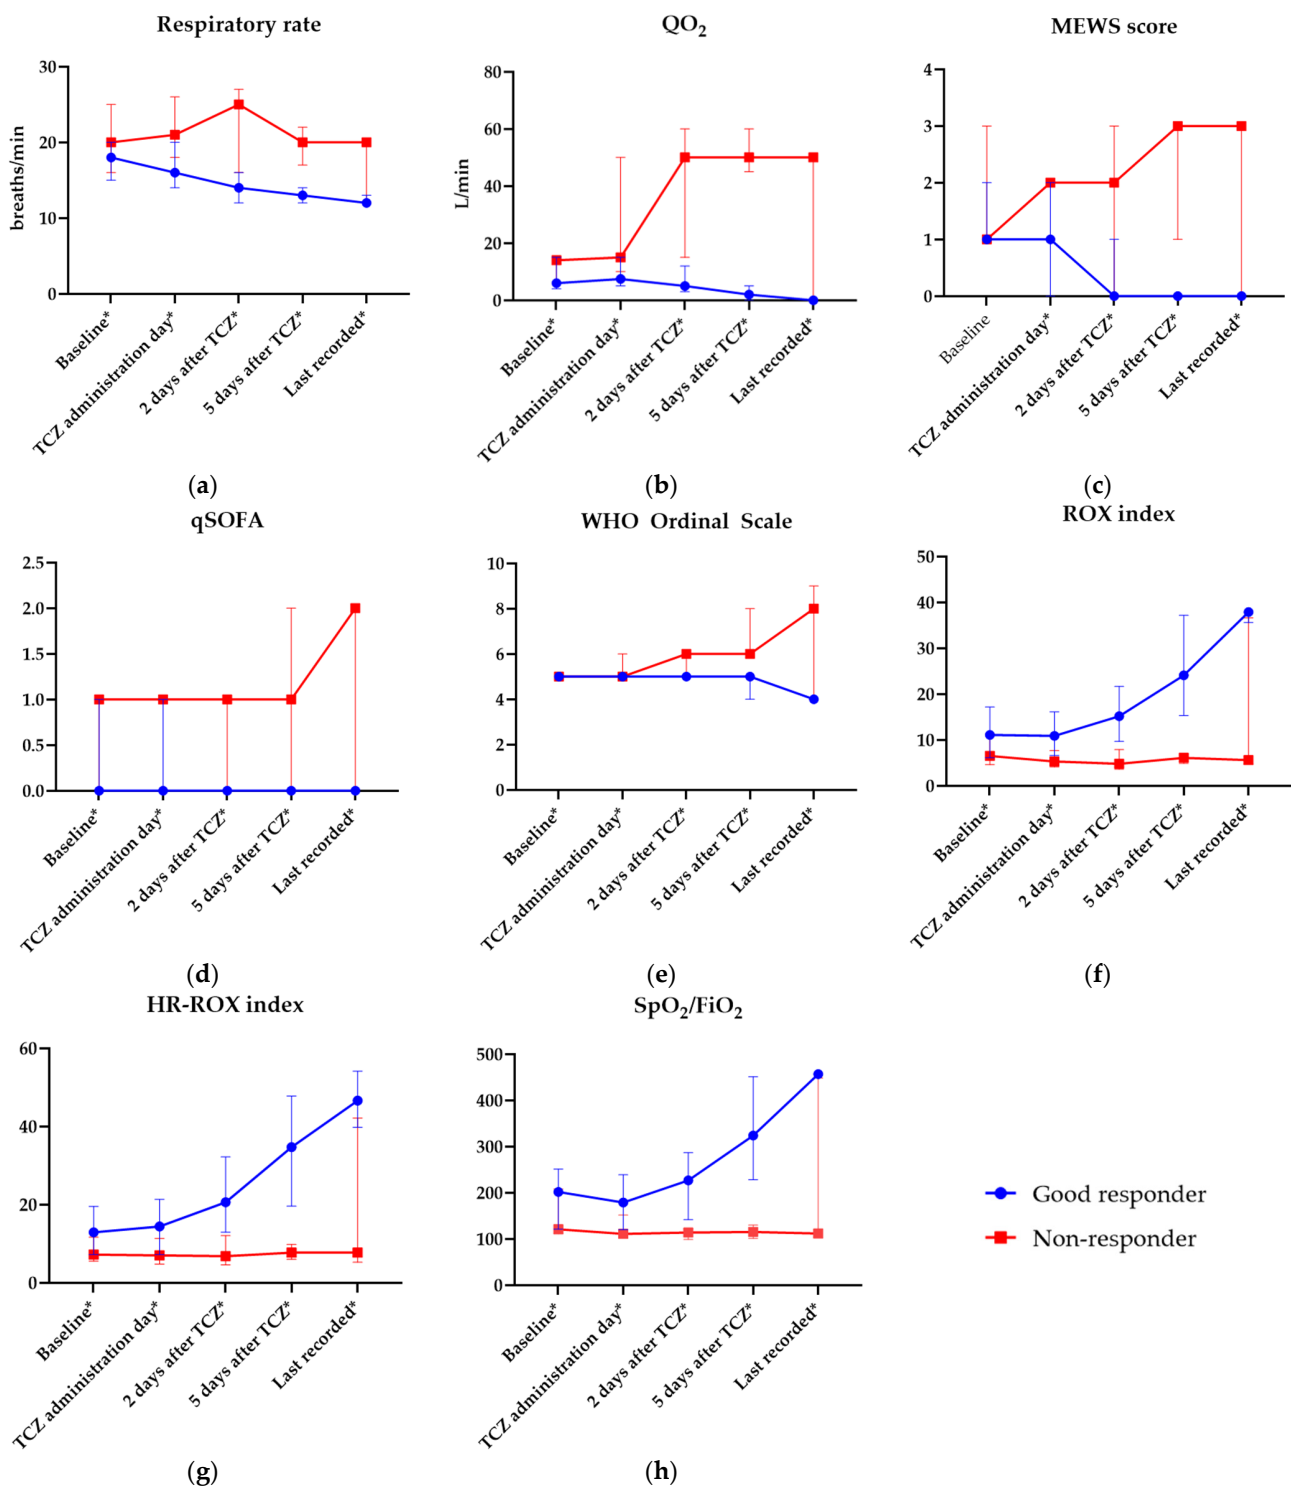 Respiratory rate
breaths/min
30
20
10
0
Baseline*
TCZ administration day*
2 days after TCZ*
5 days after TCZ*
Last recorded*
(a)
QO₂
L/min
80
60
40
20
0
Baseline*
TCZ administration day*
2 days after TCZ*
5 days after TCZ*
Last recorded*
(b)
MEWS score
4
3
2
1
0
Baseline
TCZ administration day*
2 days after TCZ*
5 days after TCZ*
Last recorded*
(c)
qSOFA
2.5
2.0
1.5
1.0
0.5
0.0
Baseline*
TCZ administration day*
2 days after TCZ*
5 days after TCZ*
Last recorded*
(d)
WHO Ordinal Scale
10
8
6
4
2
0
Baseline*
TCZ administration day*
2 days after TCZ*
5 days after TCZ*
Last recorded*
(e)
ROX index
50
40
30
20
10
0
Baseline*
TCZ administration day*
2 days after TCZ*
5 days after TCZ*
Last recorded*
(f)
HR-ROX index
60
40
20
0
Baseline*
TCZ administration day*
2 days after TCZ*
5 days after TCZ*
Last recorded*
(g)
SpO₂/FiO₂
500
400
300
200
100
0
Baseline*
TCZ administration day*
2 days after TCZ*
5 days after TCZ*
Last recorded*
(h)
Good responder
Non-responder